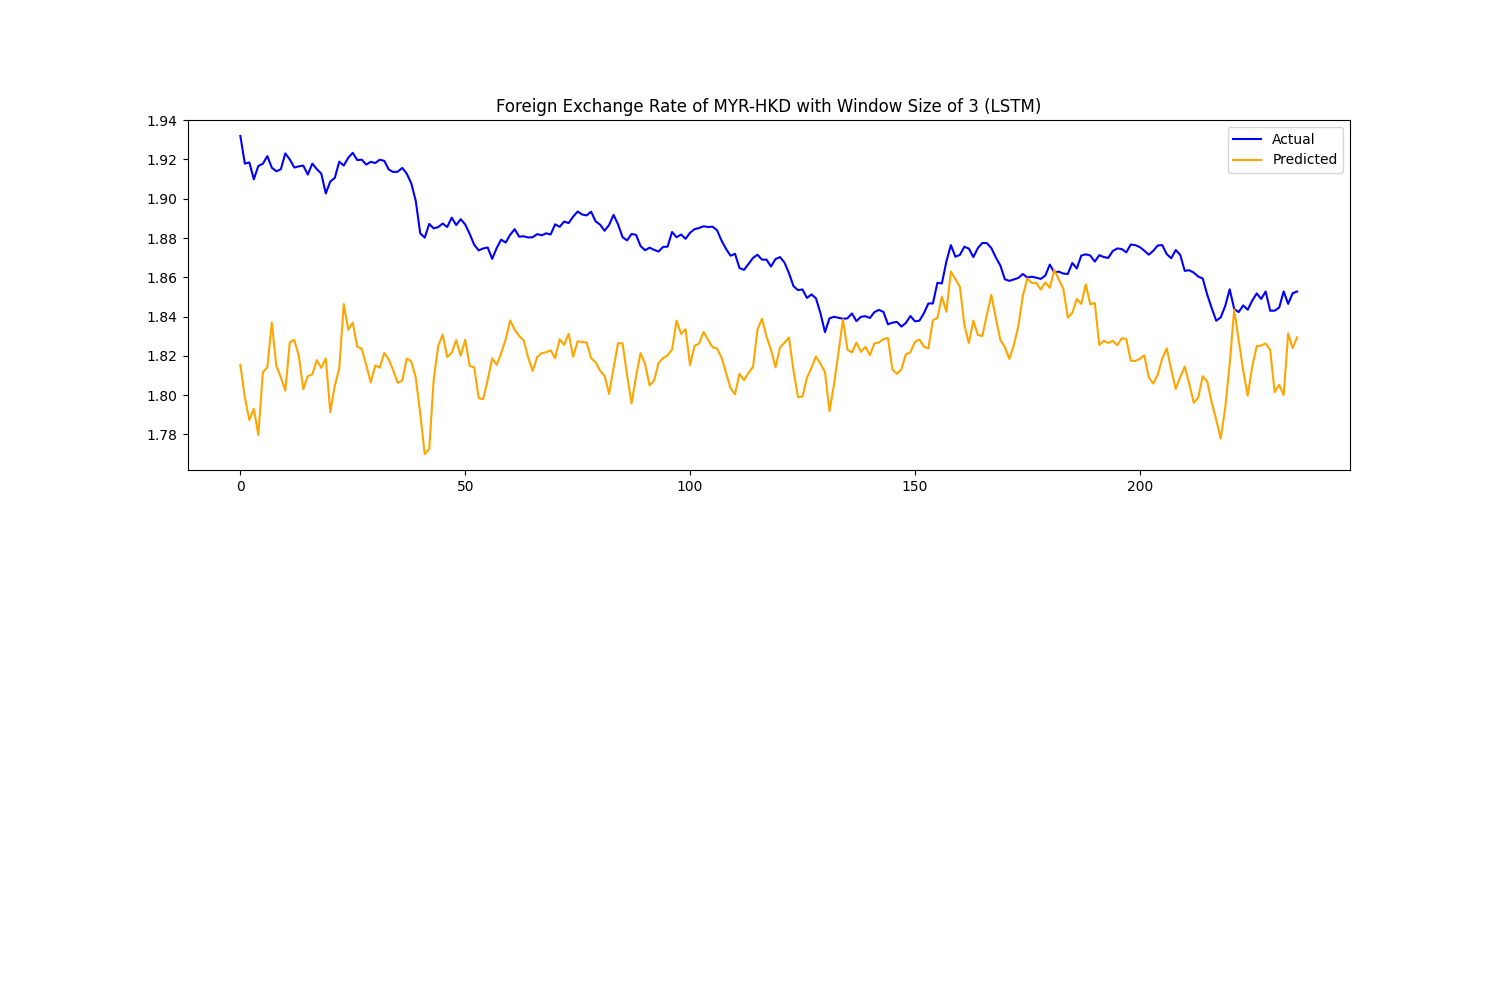 Foreign Exchange Rate of MYR-HKD with Window Size of 3 (LSTM)
1.94
1.92
1.90
1.88
1.86
1.84
1.82
1.80
1.78
Actual
Predicted
0 50 100 150 200